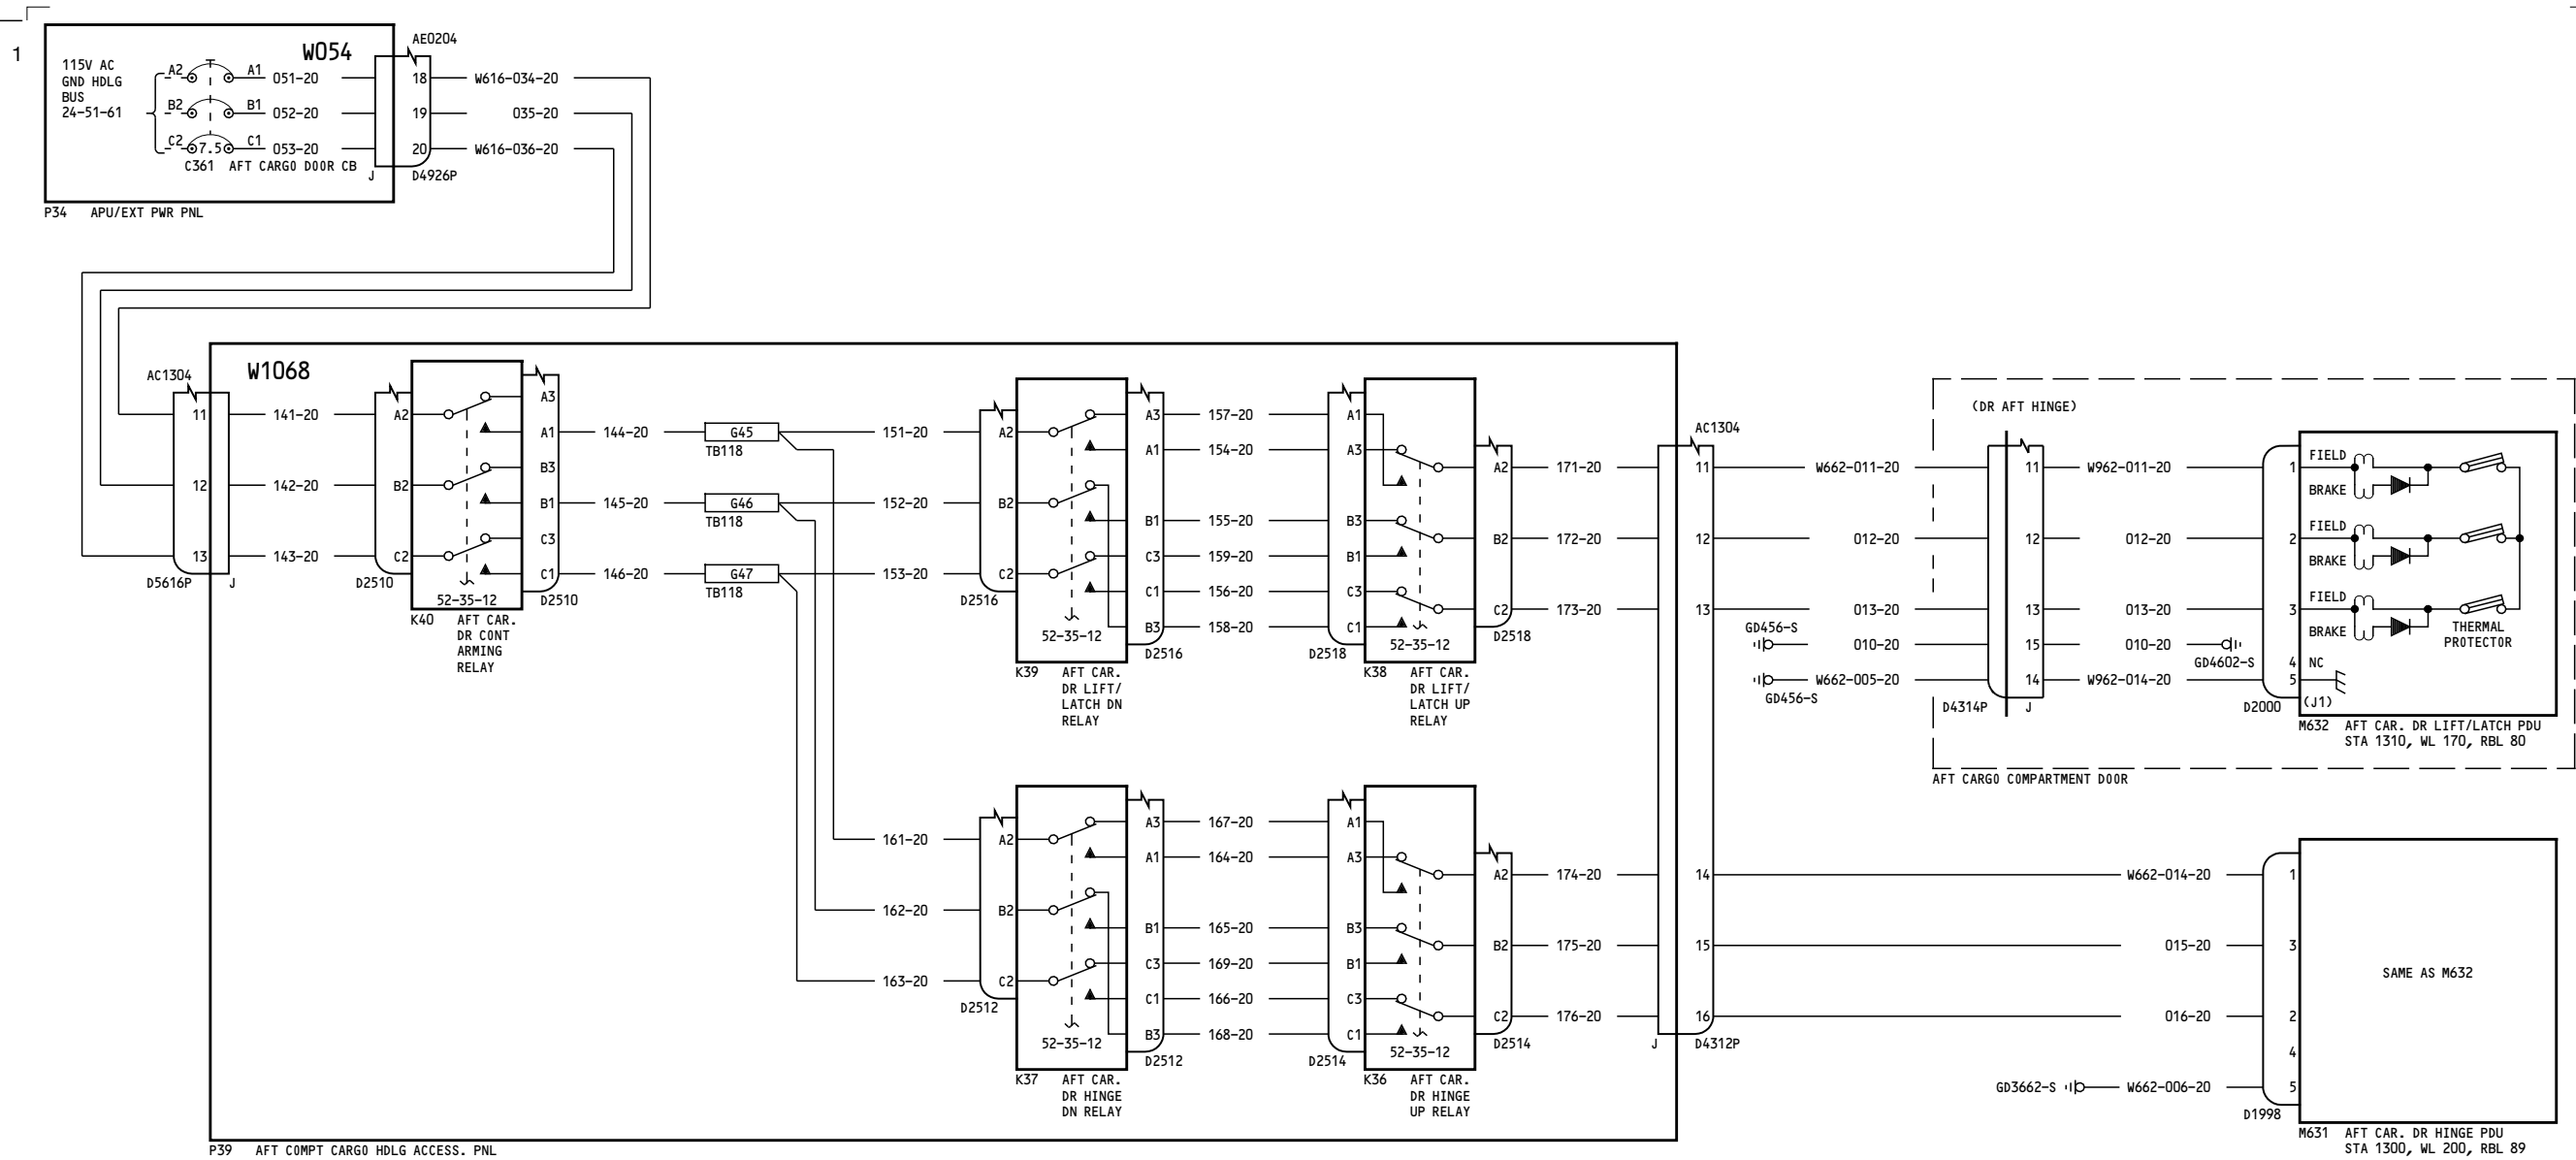 1
W054
AE0204
115V AC
GND HDLG
BUS
24-51-61
A2
A1
051-20
18
W616-034-20
B2
B1
052-20
19
035-20
C2
7.5
C1
053-20
20
W616-036-20
C361 AFT CARGO DOOR CB
J
D4926P
P34 APU/EXT PWR PNL
AC1304
W1068
11
141-20
A2
12
142-20
B2
13
143-20
C2
D5616P
J
D2510
A3
A1
B3
B1
C3
C1
52-35-12
D2510
K40 AFT CAR.
DR CONT
ARMING
RELAY
144-20
G45
TB118
145-20
G46
TB118
146-20
G47
TB118
151-20
A2
152-20
B2
153-20
C2
D2516
52-35-12
K39 AFT CAR.
DR LIFT/
LATCH DN
RELAY
A3
157-20
A1
A1
154-20
A3
B1
155-20
B3
C3
159-20
B1
C1
156-20
C3
B3
158-20
C1
D2516
D2518
52-35-12
K38 AFT CAR.
DR LIFT/
LATCH UP
RELAY
A2
171-20
B2
172-20
C2
173-20
D2518
AC1304
11
W662-011-20
12
012-20
13
013-20
GD456-S
010-20
W662-005-20
GD456-S
(DR AFT HINGE)
11
W962-011-20
12
012-20
13
013-20
15
010-20
GD4602-S
14
W962-014-20
D4314P
J
D2000
1
FIELD
BRAKE
2
FIELD
BRAKE
3
FIELD
BRAKE
THERMAL
PROTECTOR
4
NC
5
(J1)
M632 AFT CAR. DR LIFT/LATCH PDU
STA 1310, WL 170, RBL 80
AFT CARGO COMPARTMENT DOOR
161-20
A2
162-20
B2
163-20
C2
D2512
52-35-12
K37 AFT CAR.
DR HINGE
DN RELAY
A3
167-20
A1
A1
164-20
A3
B1
165-20
B3
C3
169-20
B1
C1
166-20
C3
B3
168-20
C1
D2512
D2514
52-35-12
K36 AFT CAR.
DR HINGE
UP RELAY
A2
174-20
14
W662-014-20
1
B2
175-20
15
015-20
3
C2
176-20
16
016-20
2
D2514
J
D4312P
4
GD3662-S
W662-006-20
5
D1998
SAME AS M632
M631 AFT CAR. DR HINGE PDU
STA 1300, WL 200, RBL 89
P39 AFT COMPT CARGO HDLG ACCESS. PNL